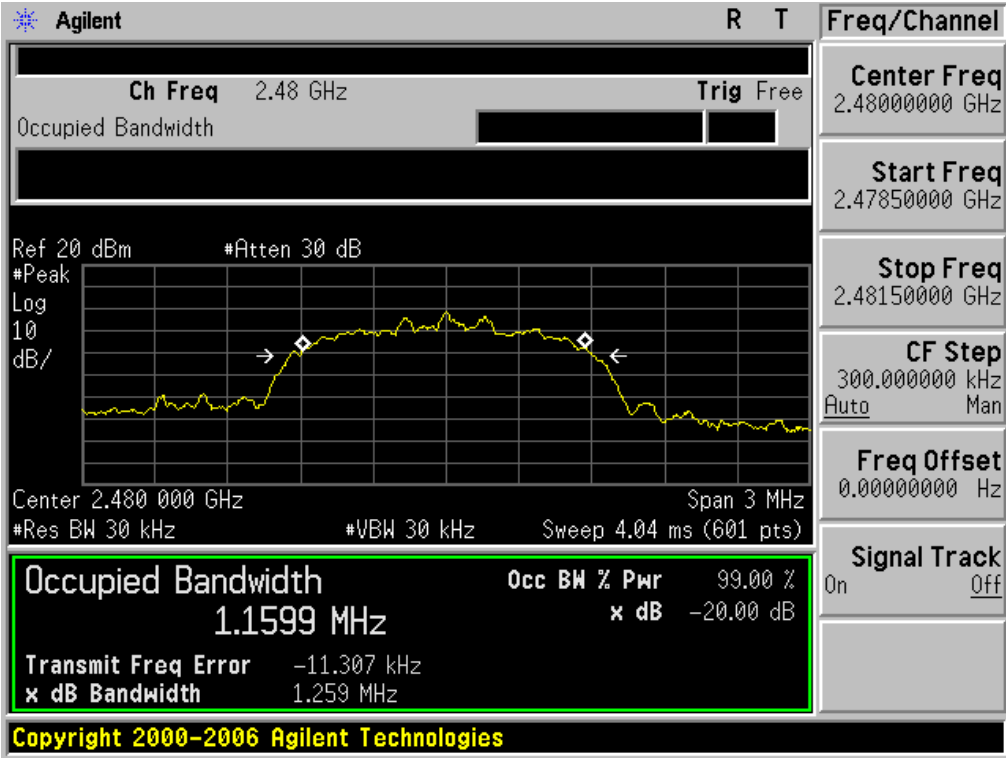 Agilent R T Freq/Channel
Ch Freq 2.48 GHz Trig Free
Occupied Bandwidth
Center Freq
2.48000000 GHz
Start Freq
2.47850000 GHz
Stop Freq
2.48150000 GHz
CF Step
300.000000 kHz
Auto Man
Freq Offset
0.00000000 Hz
Signal Track
On Off
Ref 20 dBm #Atten 30 dB
#Peak
Log
10
dB/
Center 2.480 000 GHz Span 3 MHz
#Res BW 30 kHz #VBW 30 kHz Sweep 4.04 ms (601 pts)
Occupied Bandwidth
1.1599 MHz
Occ BW % Pwr 99.00 %
x dB -20.00 dB
Transmit Freq Error -11.307 kHz
x dB Bandwidth 1.259 MHz
Copyright 2000-2006 Agilent Technologies